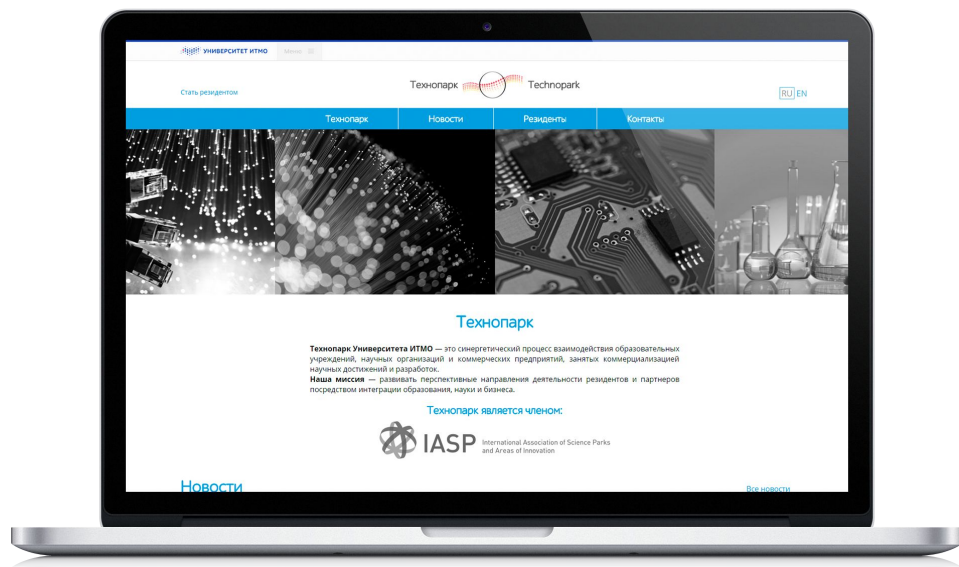 УНИВЕРСИТЕТ ИТМО
Меню
Стать резидентом
Технопарк
Technopark
RU EN
Технопарк
Новости
Резиденты
Контакты
Технопарк
Технопарк Университета ИТМО — это синергетический процесс взаимодействия образовательных
учреждений, научных организаций и коммерческих предприятий, занятых коммерциализацией
научных достижений и разработок.
Наша миссия — развивать перспективные направления деятельности резидентов и партнеров
посредством интеграции образования, науки и бизнеса.
Технопарк является членом:
IASP
International Association of Science Parks
and Areas of Innovation
Новости
Все новости